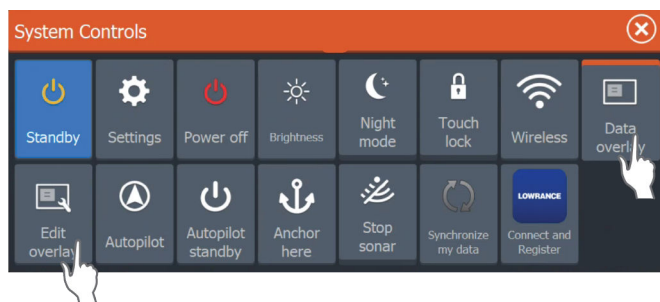 System Controls
Standby
Settings
Power off
Brightness
Night
mode
Touch
lock
Wireless
Data
overlay
Edit
overlay
Autopilot
Autopilot
standby
Anchor
here
Stop
sonar
Synchronize
my data
LOWRANCE
Connect and
Register